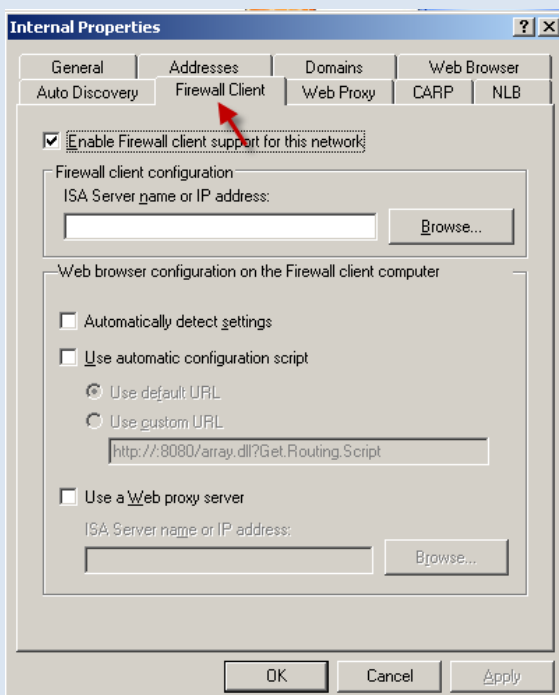 Internal Properties
General Addresses Domains Web Browser
Auto Discovery Firewall Client Web Proxy CARP NLB
Enable Firewall client support for this network
Firewall client configuration
ISA Server name or IP address:
Browse...
Web browser configuration on the Firewall client computer
Automatically detect settings
Use automatic configuration script
Use default URL
Use custom URL
http://:8080/array.dll?Get.Routing.Script
Use a Web proxy server
ISA Server name or IP address:
Browse...
OK Cancel Apply